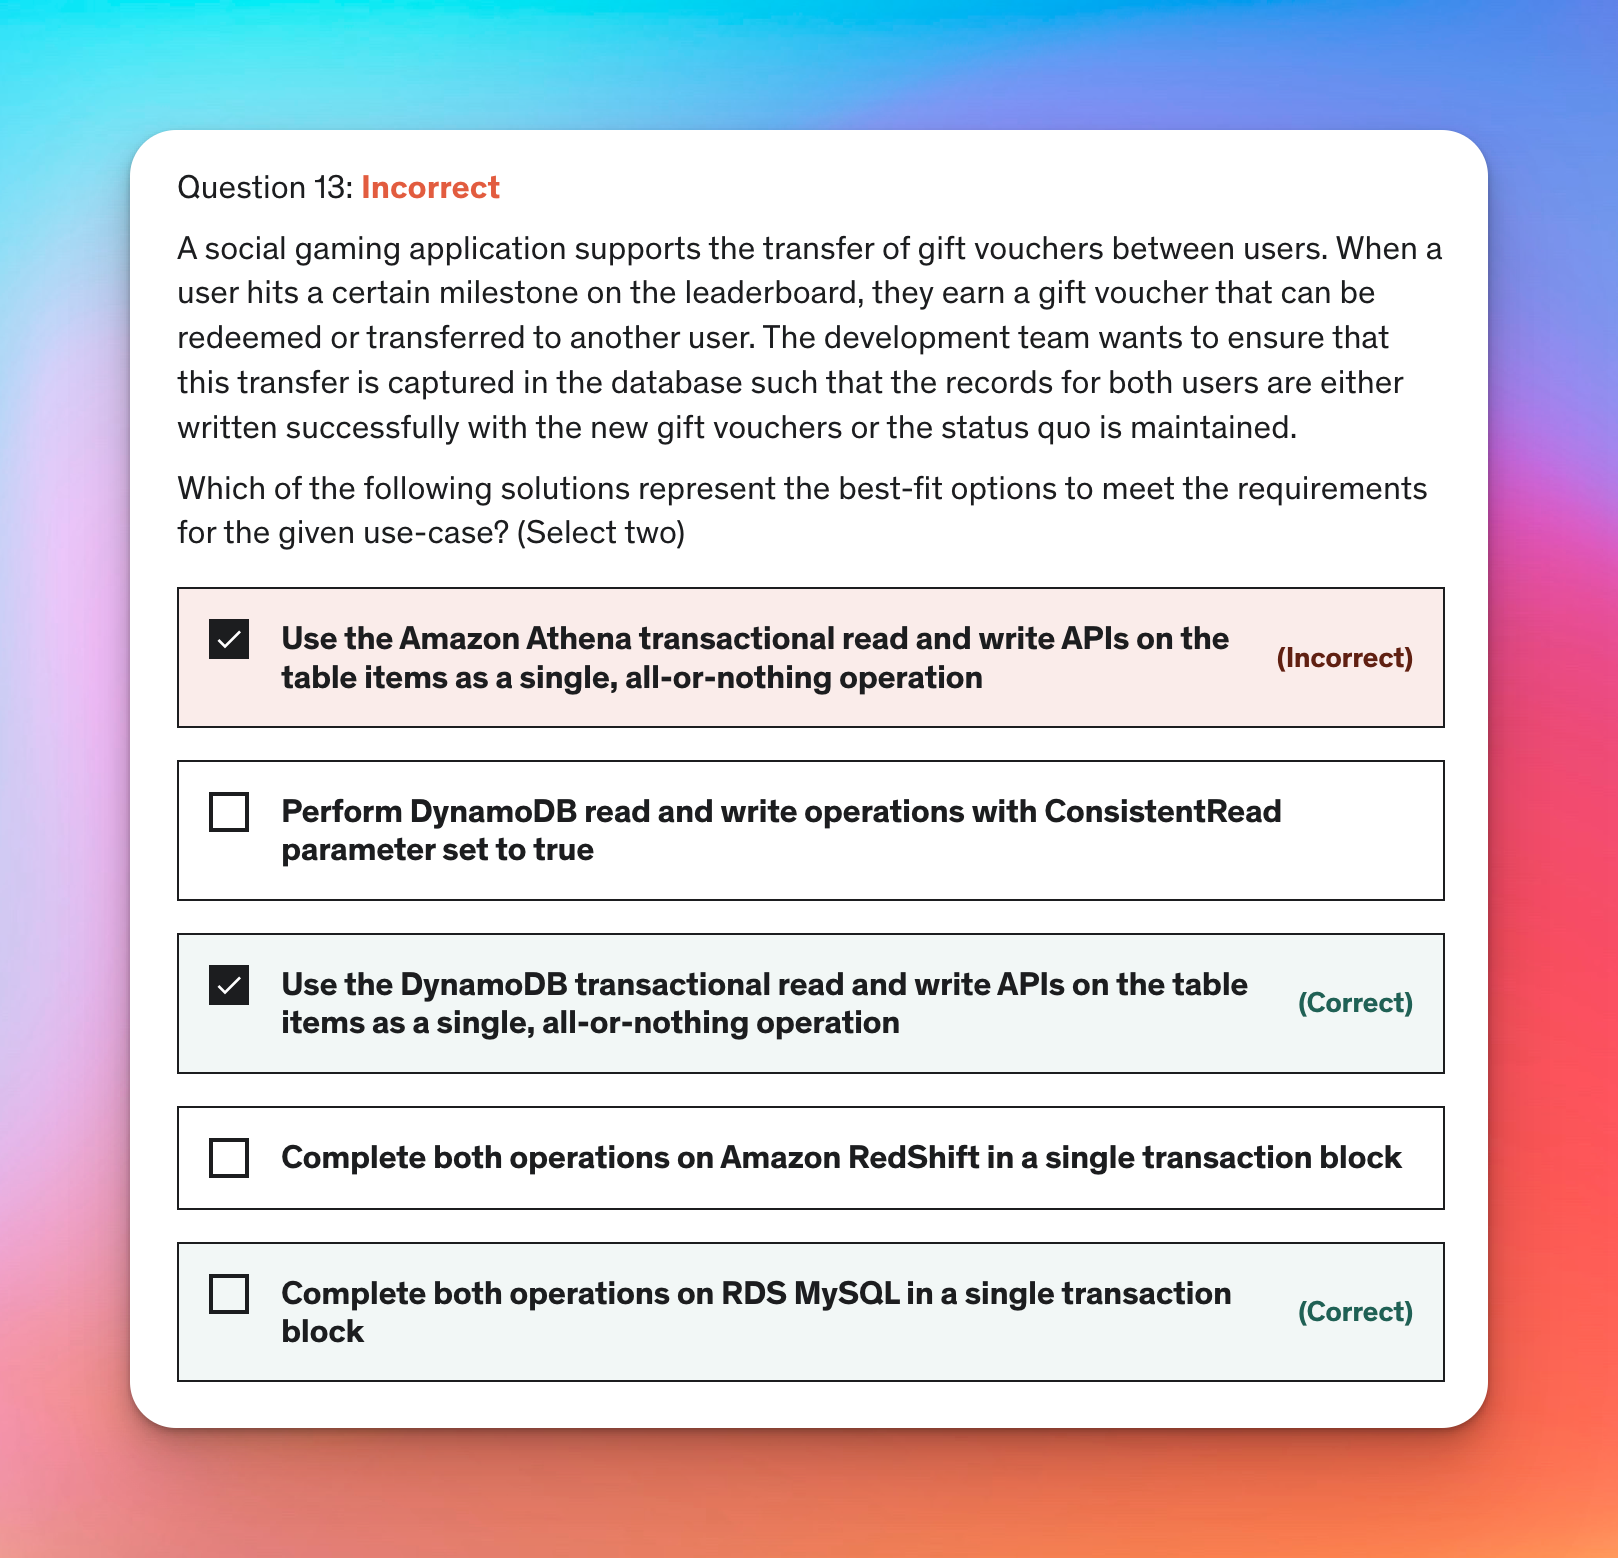 Question 13: Incorrect
A social gaming application supports the transfer of gift vouchers between users. When a
user hits a certain milestone on the leaderboard, they earn a gift voucher that can be
redeemed or transferred to another user. The development team wants to ensure that
this transfer is captured in the database such that the records for both users are either
written successfully with the new gift vouchers or the status quo is maintained.
Which of the following solutions represent the best-fit options to meet the requirements
for the given use-case? (Select two)
Use the Amazon Athena transactional read and write APIs on the
table items as a single, all-or-nothing operation
(Incorrect)
Perform DynamoDB read and write operations with ConsistentRead
parameter set to true
Use the DynamoDB transactional read and write APIs on the table
items as a single, all-or-nothing operation
(Correct)
Complete both operations on Amazon RedShift in a single transaction block
Complete both operations on RDS MySQL in a single transaction
block
(Correct)